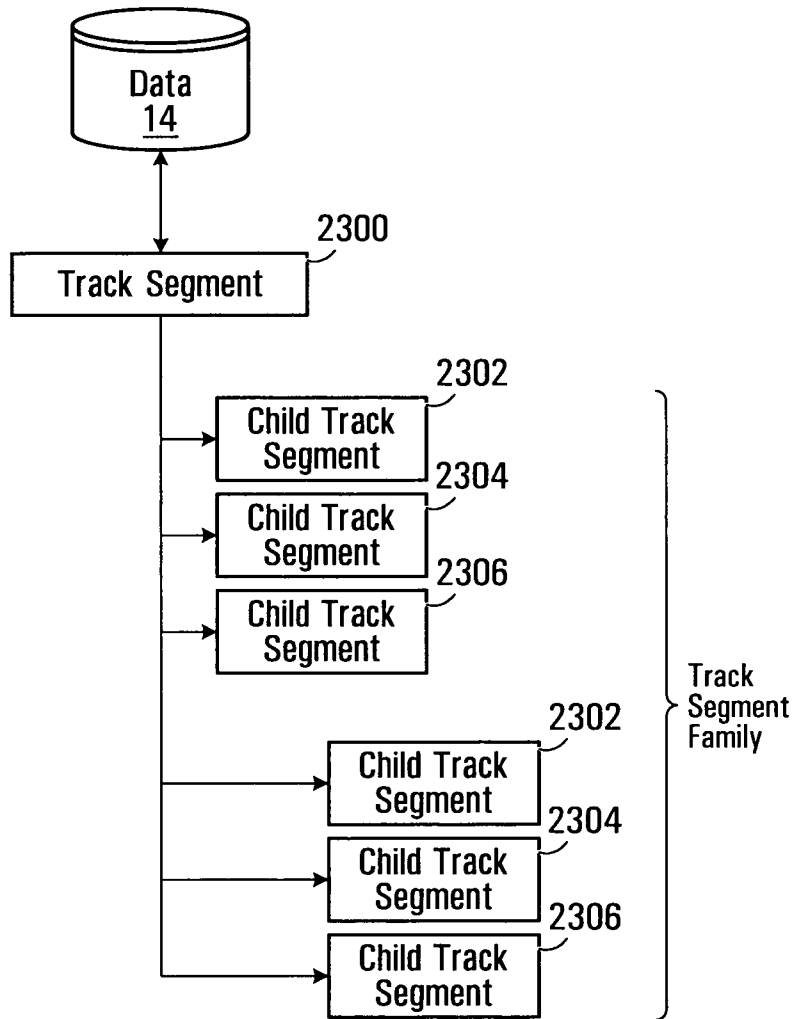 Data
14
2300
Track Segment
2302
Child Track
Segment
2304
Child Track
Segment
2306
Child Track
Segment
Track
Segment
Family
2302
Child Track
Segment
2304
Child Track
Segment
2306
Child Track
Segment